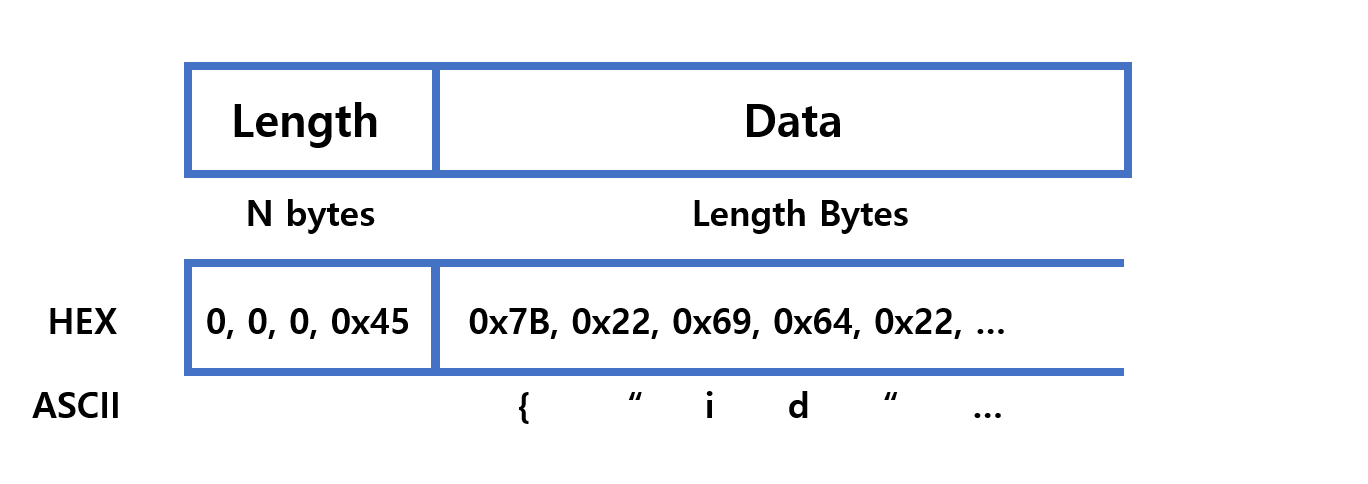 Length Data
N bytes Length Bytes
HEX 0, 0, 0, 0x45 0x7B, 0x22, 0x69, 0x64, 0x22, ...
ASCII { “ i d “ ...